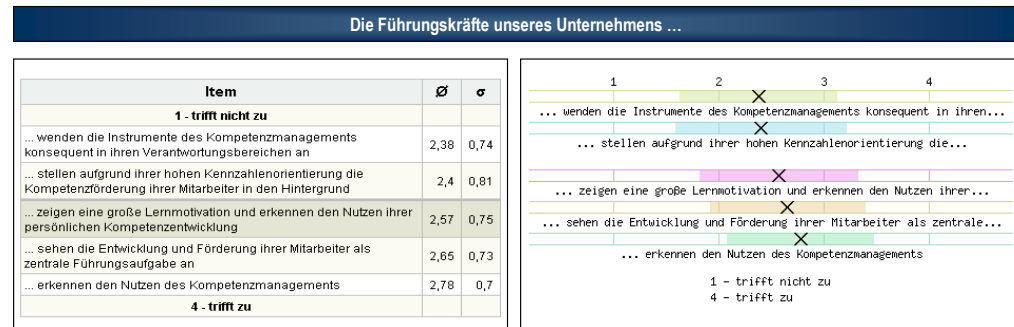 Die Führungskräfte unseres Unternehmens ...
Item Ø σ
1 - trifft nicht zu
... wenden die Instrumente des Kompetenzmanagements
konsequent in ihren Verantwortungsbereichen an 2,38 0,74
... stellen aufgrund ihrer hohen Kennzahlenorientierung die
Kompetenzförderung ihrer Mitarbeiter in den Hintergrund 2,4 0,81
... zeigen eine große Lernmotivation und erkennen den Nutzen ihrer
persönlichen Kompetenzentwicklung 2,57 0,75
... sehen die Entwicklung und Förderung ihrer Mitarbeiter als
zentrale Führungsaufgabe an 2,65 0,73
... erkennen den Nutzen des Kompetenzmanagements 2,78 0,7
4 - trifft zu
1 2 3 4
... wenden die Instrumente des Kompetenzmanagements konsequent in ihren...
... stellen aufgrund ihrer hohen Kennzahlenorientierung die...
... zeigen eine große Lernmotivation und erkennen den Nutzen ihrer...
... sehen die Entwicklung und Förderung ihrer Mitarbeiter als zentrale...
... erkennen den Nutzen des Kompetenzmanagements
1 - trifft nicht zu
4 - trifft zu